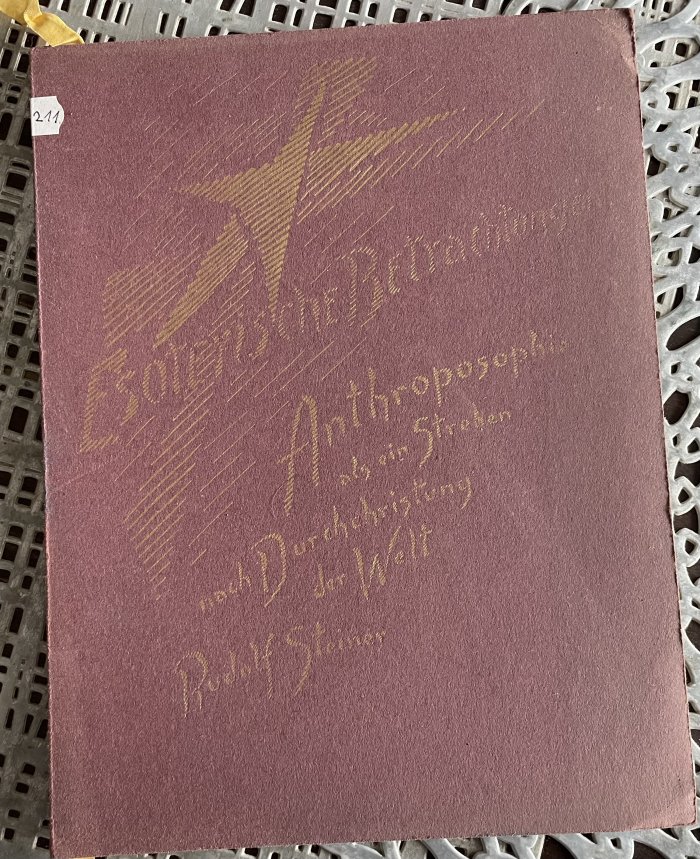 211.
Esoterische Betrachtungen
Anthroposophie
als ein Streben
nach Durchchristung
der Welt
Rudolf Steiner